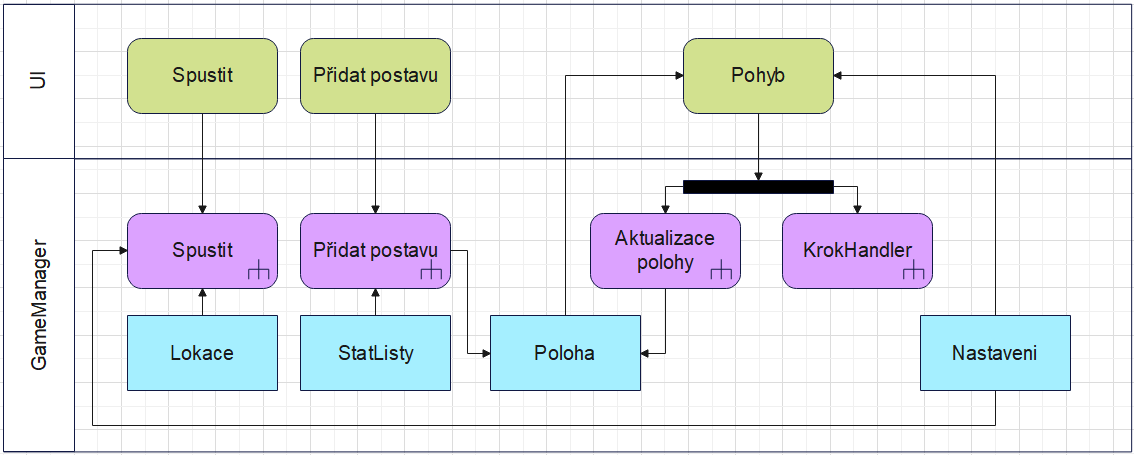 UI
Spustit
Přidat postavu
Pohyb
GameManager
Spustit
Přidat postavu
Aktualizace
polohy
KrokHandler
Lokace
StatListy
Poloha
Nastaveni